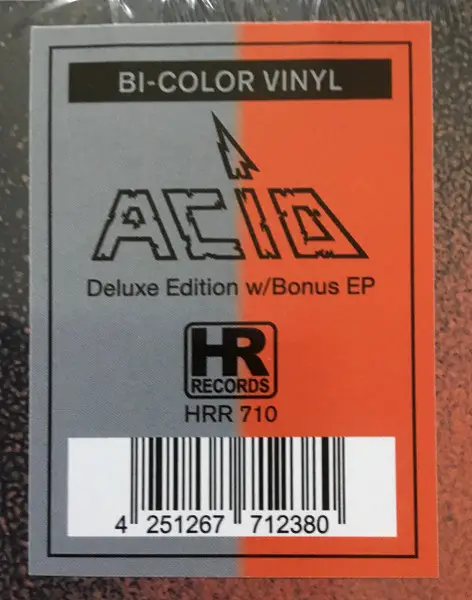 BI-COLOR VINYL
ACID
Deluxe Edition w/Bonus EP
HR
RECORDS
HRR 710
4 251267 712380